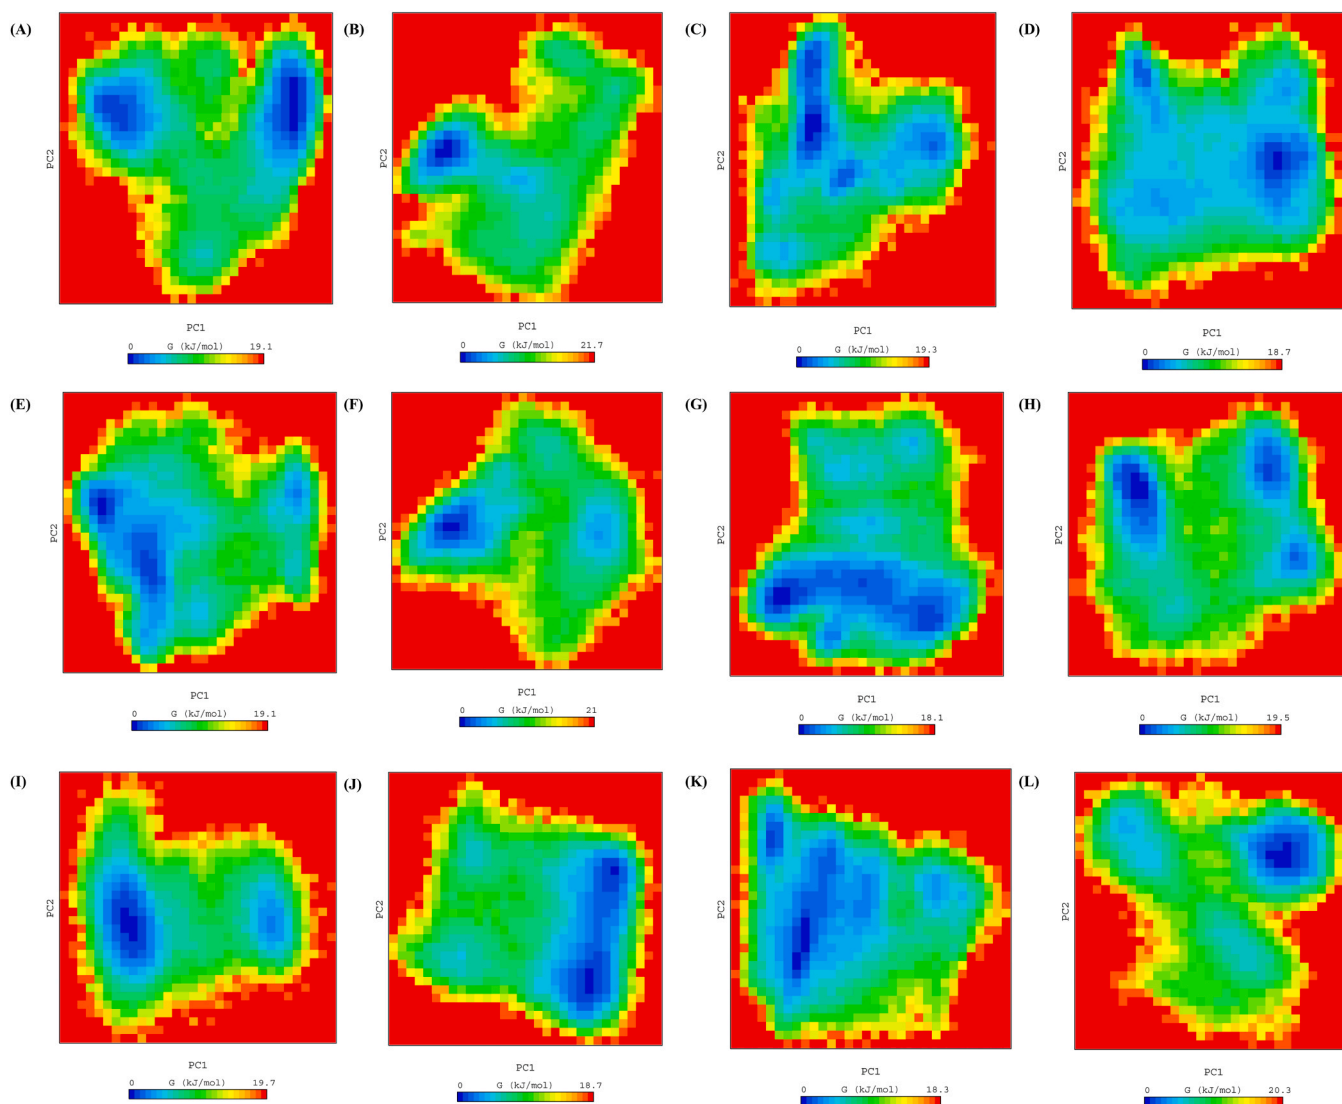 (A)
(B)
(C)
(D)
PC2
PC2
PC2
PC2
PC1
PC1
PC1
PC1
0 G (kJ/mol) 19.1
0 G (kJ/mol) 21.7
0 G (kJ/mol) 19.3
0 G (kJ/mol) 18.7
(E)
(F)
(G)
(H)
PC2
PC2
PC2
PC2
PC1
PC1
PC1
PC1
0 G (kJ/mol) 19.1
0 G (kJ/mol) 21
0 G (kJ/mol) 18.1
0 G (kJ/mol) 19.5
(I)
(J)
(K)
(L)
PC2
PC2
PC2
PC2
PC1
PC1
PC1
PC1
0 G (kJ/mol) 19.7
0 G (kJ/mol) 18.7
0 G (kJ/mol) 18.3
0 G (kJ/mol) 20.3